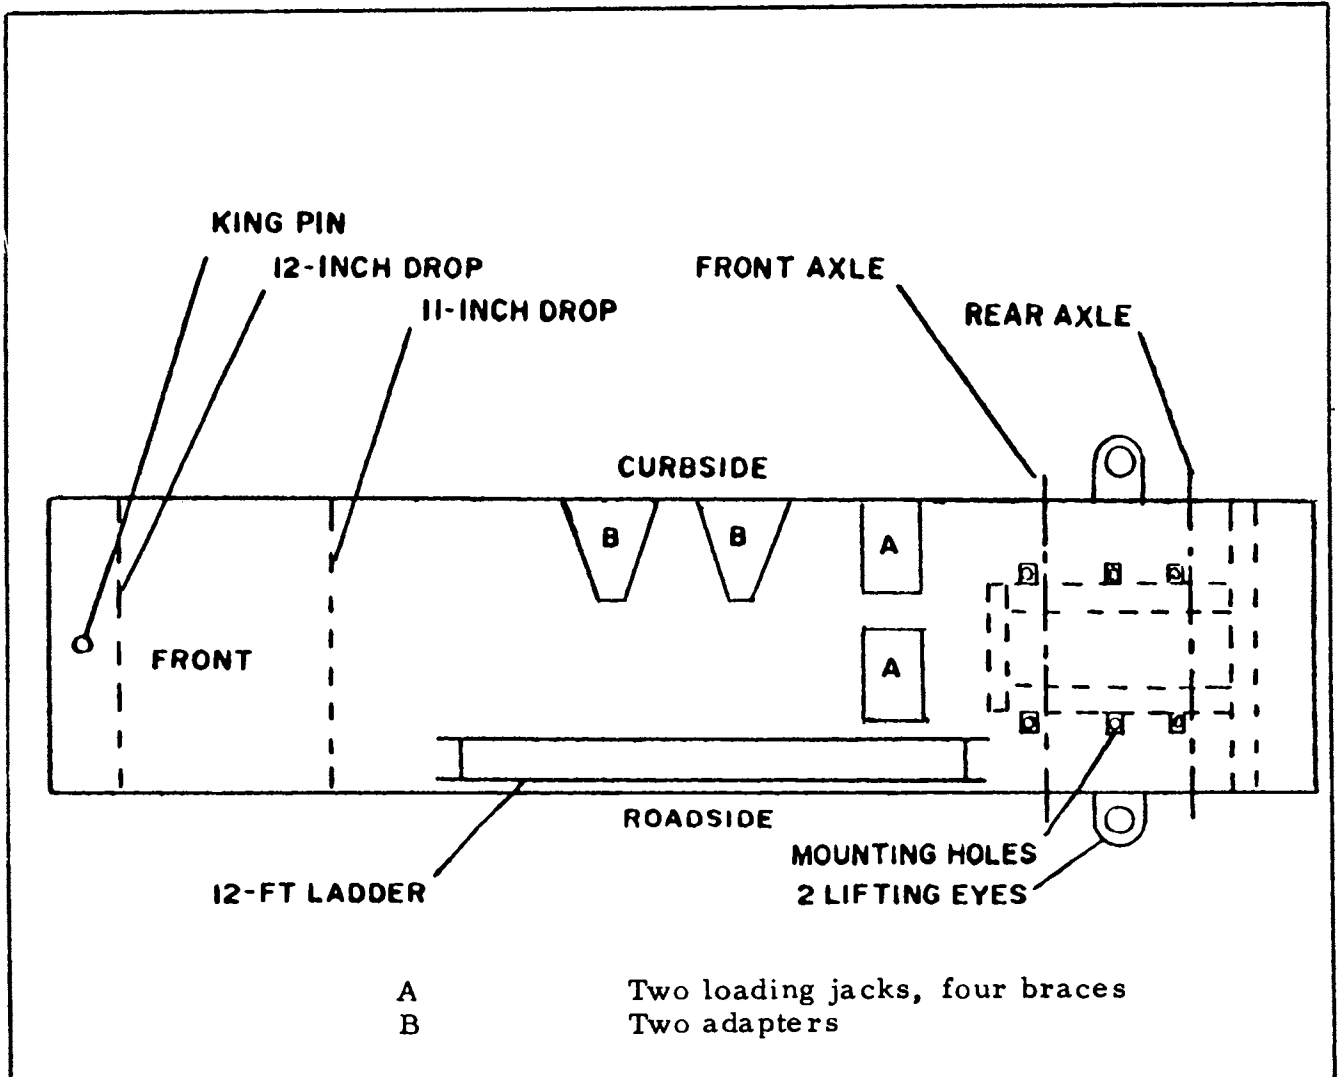 KING PIN
12-INCH DROP
11-INCH DROP
FRONT AXLE
REAR AXLE
CURBSIDE
B
B
A
A
FRONT
ROADSIDE
MOUNTING HOLES
12-FT LADDER
2 LIFTING EYES
A Two loading jacks, four braces
B Two adapters